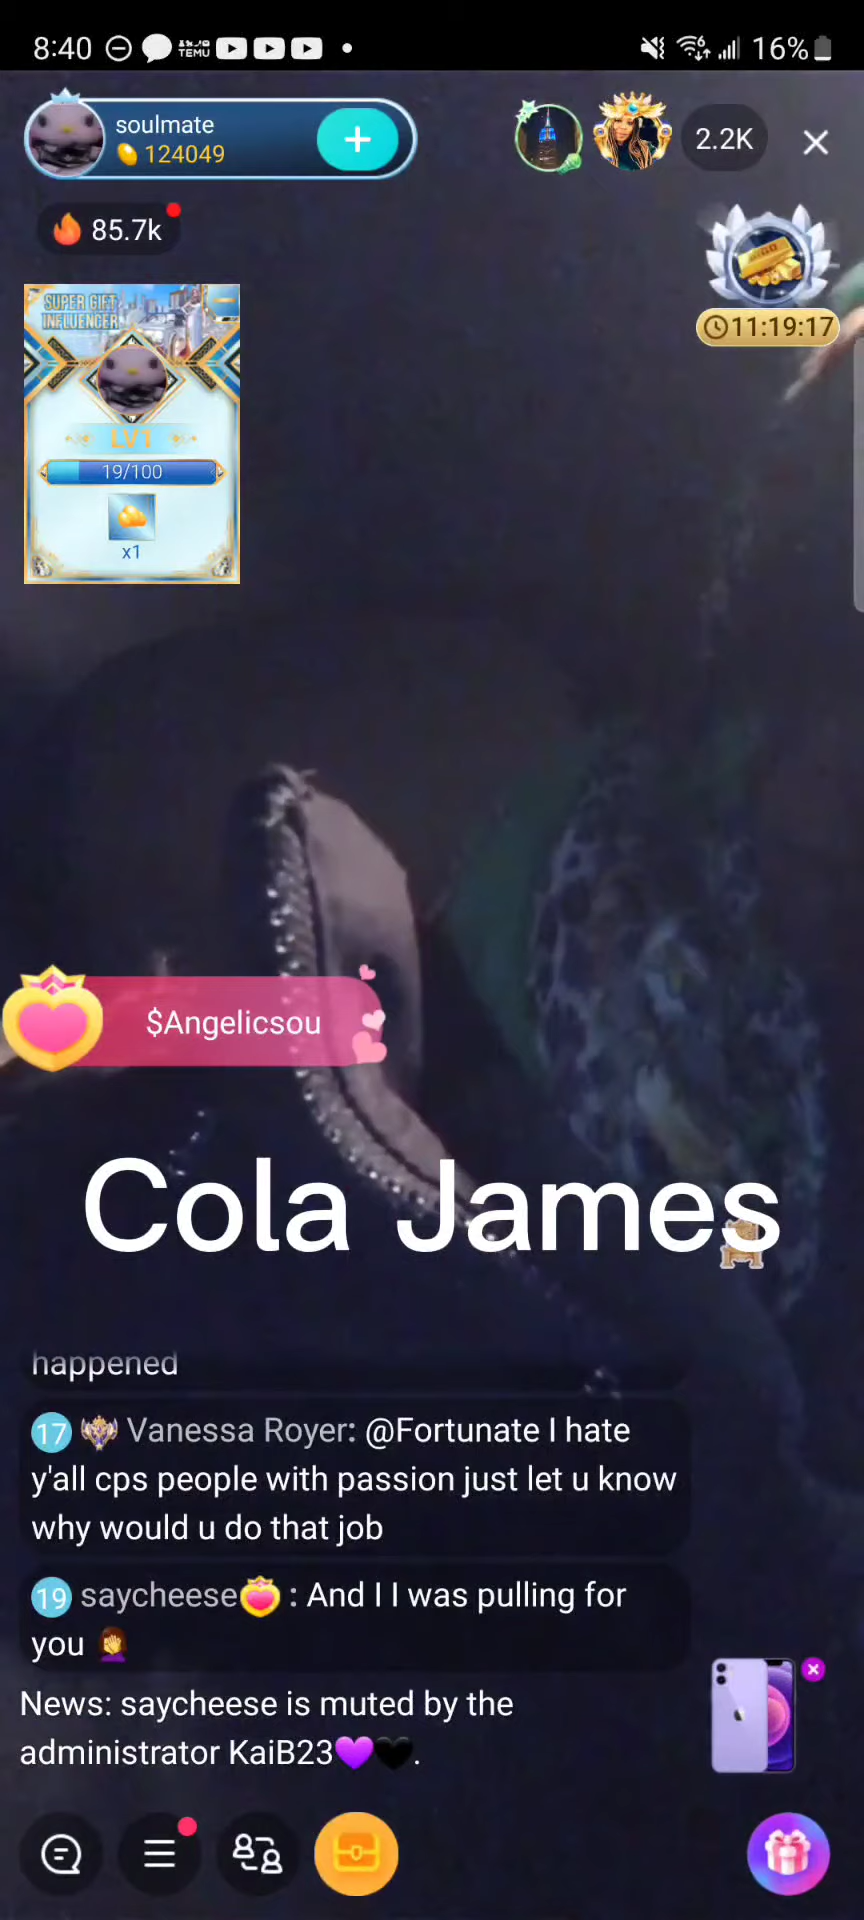 8:40
TEMU
16%
soulmate
124049
2.2K
85.7k
11:19:17
SUPER GIFT
INFLUENCER
LV1
19/100
x1
$Angelicsou
Cola James
happened
17 Vanessa Royer: @Fortunate I hate
y'all cps people with passion just let u know
why would u do that job
19 saycheese : And I I was pulling for
you
News: saycheese is muted by the
administrator KaiB23💜🖤.